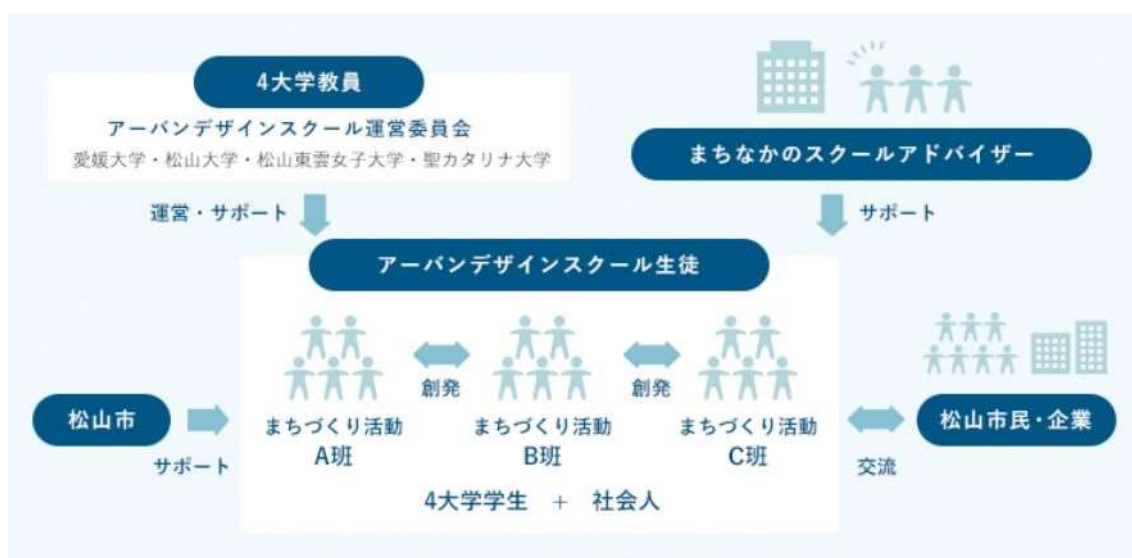 4大学教員
アーバンデザインスクール運営委員会
愛媛大学・松山大学・松山東雲女子大学・聖カタリナ大学
まちなかのスクールアドバイザー
運営・サポート
サポート
アーバンデザインスクール生徒
創発
創発
松山市
サポート
まちづくり活動
A班
まちづくり活動
B班
まちづくり活動
C班
松山市民・企業
交流
4大学学生 + 社会人